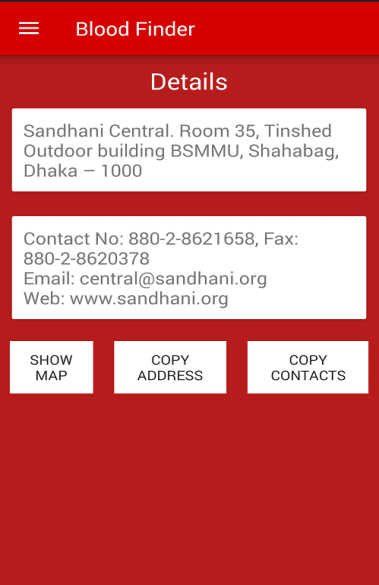 Blood Finder
Details
Sandhani Central. Room 35, Tinshed
Outdoor building BSMMU, Shahabag,
Dhaka – 1000
Contact No: 880-2-8621658, Fax:
880-2-8620378
Email: central@sandhani.org
Web: www.sandhani.org
SHOW
MAP
COPY
ADDRESS
COPY
CONTACTS